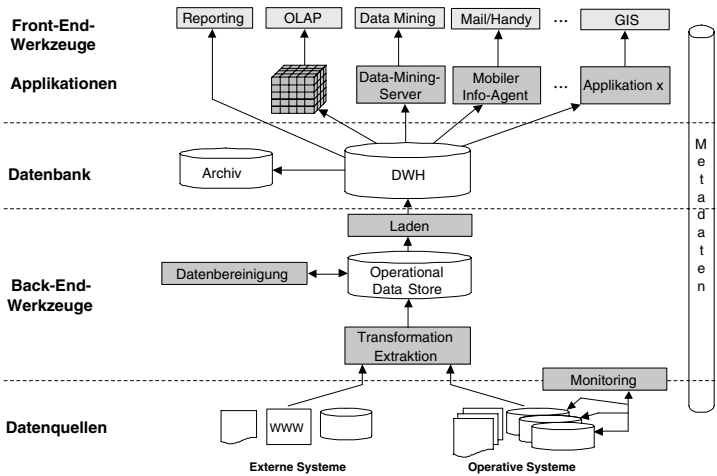 Front-End-
Werkzeuge
Reporting
OLAP
Data Mining
Mail/Handy
...
GIS
Applikationen
Data-Mining-
Server
Mobiler
Info-Agent
...
Applikation x
Metadaten
Datenbank
Archiv
DWH
Laden
Back-End-
Werkzeuge
Datenbereinigung
Operational
Data Store
Transformation
Extraktion
Monitoring
Datenquellen
WWW
Externe Systeme
Operative Systeme